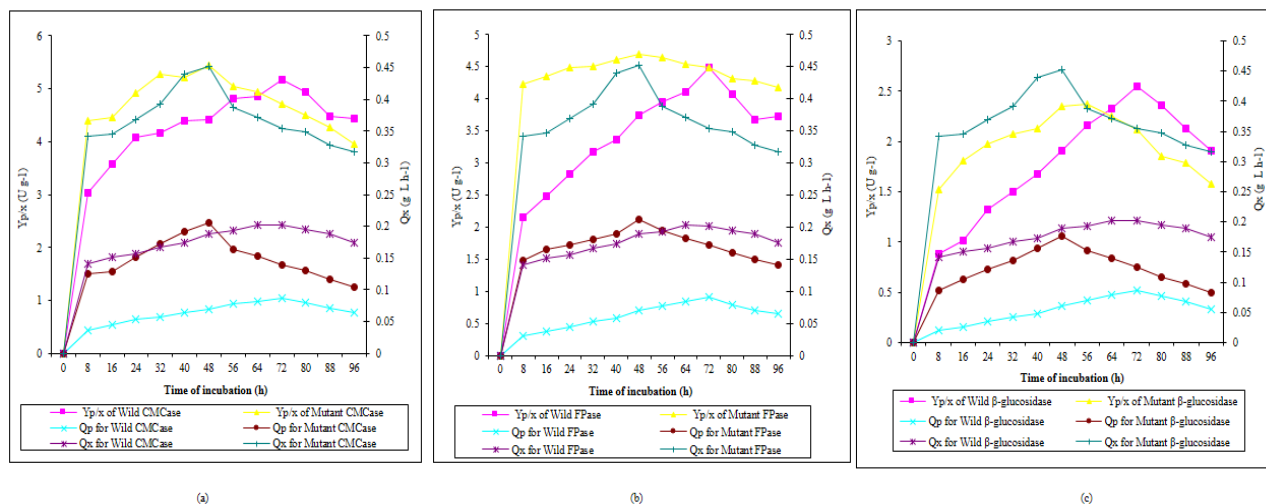 6
5
4
3
2
1
0
Yp/x (U g-1)
0.5
0.45
0.4
0.35
0.3
0.25
0.2
0.15
0.1
0.05
0
Qx (g L h-1)
0 8 16 24 32 40 48 56 64 72 80 88 96
Time of incubation (h)
Yp/x of Wild CMCase Yp/x of Mutant CMCase
Qp for Wild CMCase Qp for Mutant CMCase
Qx for Wild CMCase Qx for Mutant CMCase
(a)
5
4.5
4
3.5
3
2.5
2
1.5
1
0.5
0
Yp/x (U g-1)
0.5
0.45
0.4
0.35
0.3
0.25
0.2
0.15
0.1
0.05
0
Qx (g L h-1)
0 8 16 24 32 40 48 56 64 72 80 88 96
Time of incubation (h)
Yp/x of Wild FPase Yp/x of Mutant FPase
Qp for Wild FPase Qp for Mutant FPase
Qx for Wild FPase Qx for Mutant FPase
(b)
3
2.5
2
1.5
1
0.5
0
Yp/x (U g-1)
0.5
0.45
0.4
0.35
0.3
0.25
0.2
0.15
0.1
0.05
0
Qx (g L h-1)
0 8 16 24 32 40 48 56 64 72 80 88 96
Time of incubation (h)
Yp/x of Wild β-glucosidase Yp/x of Mutant β-glucosidase
Qp for Wild β-glucosidase Qp for Mutant β-glucosidase
Qx for Wild β-glucosidase Qx for Mutant β-glucosidase
(c)